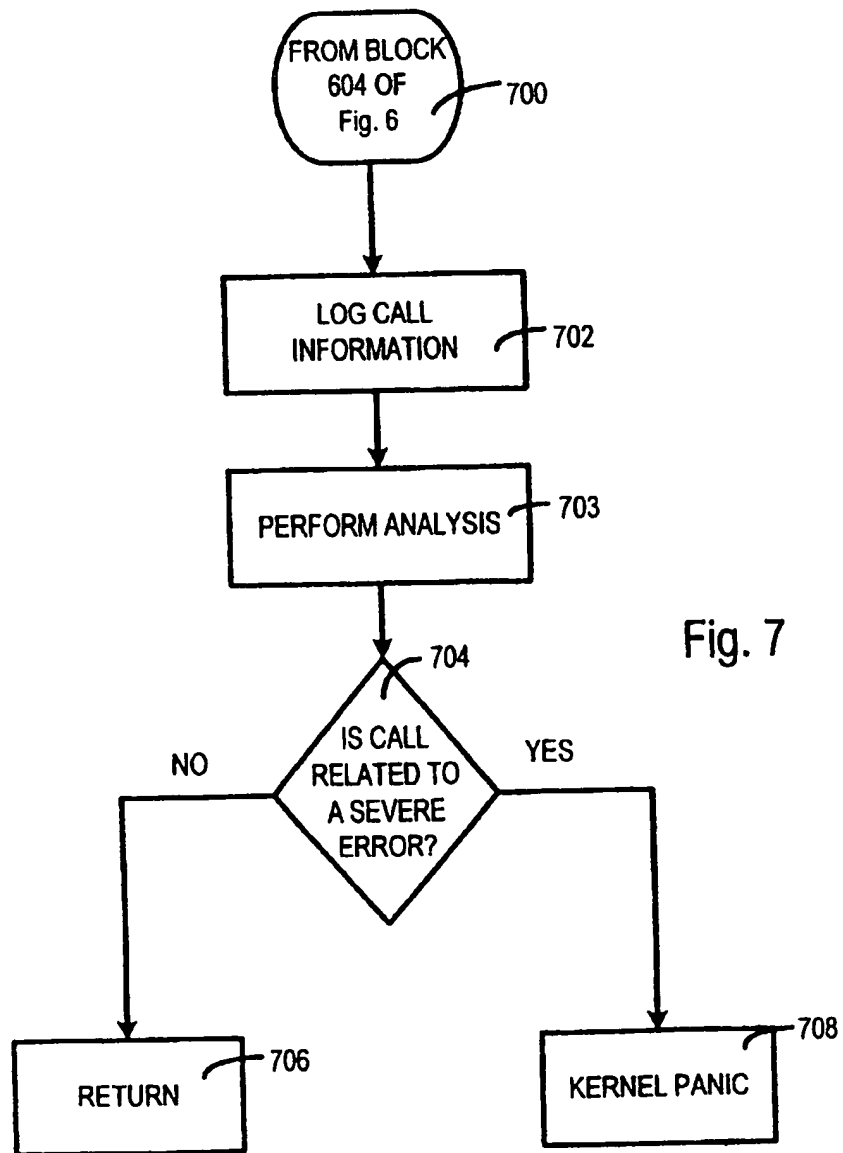 FROM BLOCK
604 OF
Fig. 6
700
LOG CALL
INFORMATION
702
PERFORM ANALYSIS
703
Fig. 7
704
IS CALL
RELATED TO
A SEVERE
ERROR?
NO
YES
RETURN
706
KERNEL PANIC
708